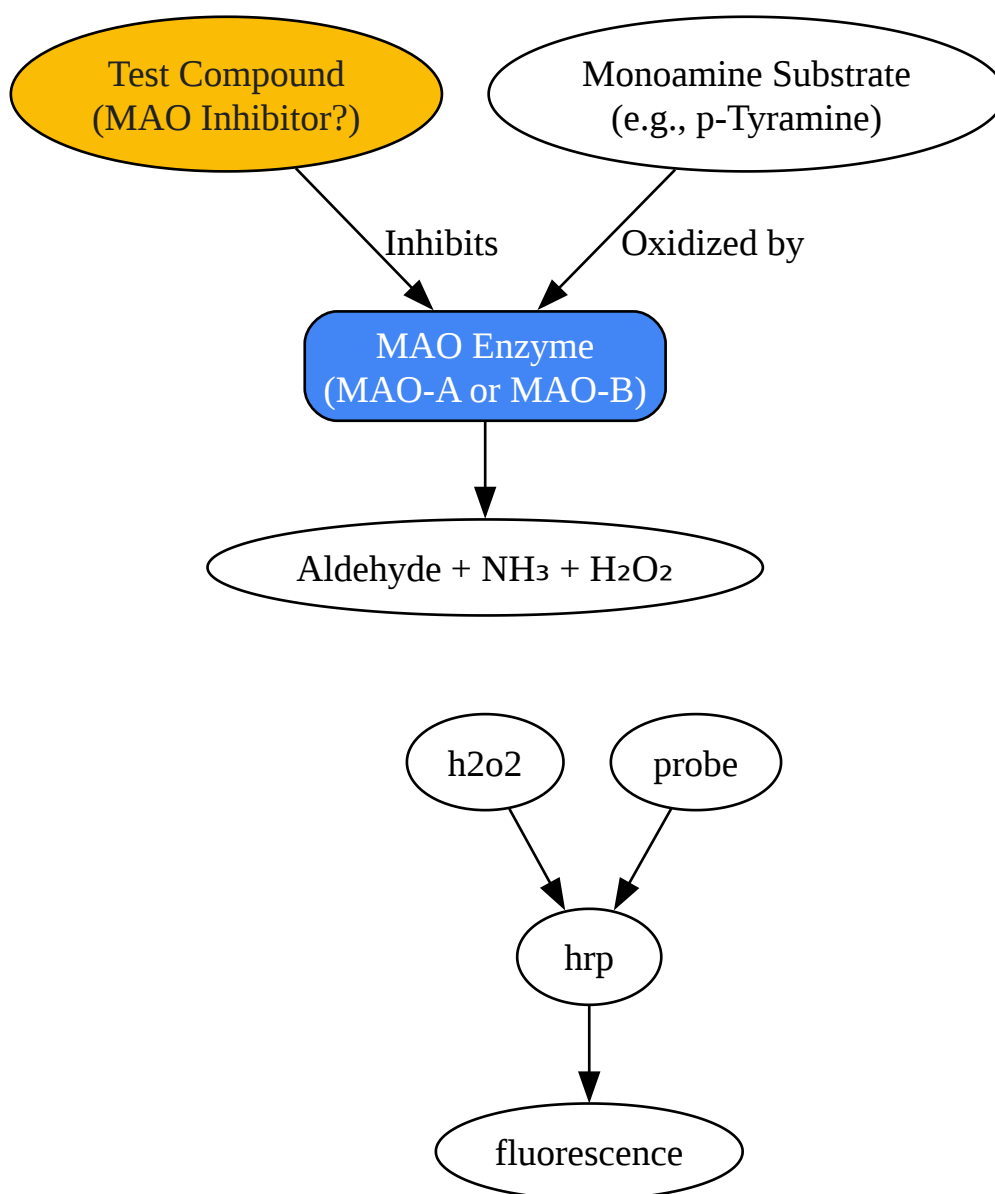 Test Compound
(MAO Inhibitor?)
Monoamine Substrate
(e.g., p-Tyramine)
Inhibits
Oxidized by
MAO Enzyme
(MAO-A or MAO-B)
Aldehyde + NH₃ + H₂O₂
h2o2
probe
hrp
fluorescence